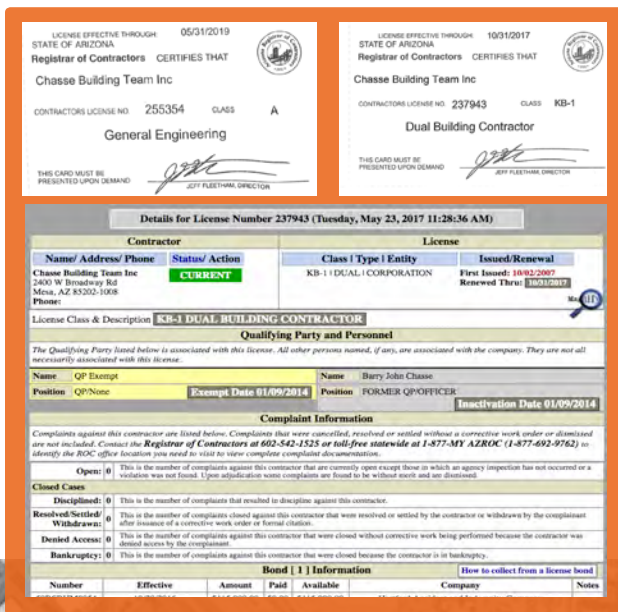 LICENSE EFFECTIVE THROUGH: 05/31/2019
STATE OF ARIZONA
Registrar of Contractors CERTIFIES THAT
Chasse Building Team Inc
CONTRACTORS LICENSE NO. 255354 CLASS A
General Engineering
THIS CARD MUST BE
PRESENTED UPON DEMAND
JEFF FLEETHAM, DIRECTOR
LICENSE EFFECTIVE THROUGH: 10/31/2017
STATE OF ARIZONA
Registrar of Contractors CERTIFIES THAT
Chasse Building Team Inc
CONTRACTORS LICENSE NO. 237943 CLASS KB-1
Dual Building Contractor
THIS CARD MUST BE
PRESENTED UPON DEMAND
JEFF FLEETHAM, DIRECTOR
Details for License Number 237943 (Tuesday, May 23, 2017 11:28:36 AM)
Contractor License
Name/ Address/ Phone Status/ Action Class | Type | Entity Issued/Renewal
Chasse Building Team Inc CURRENT KB-1 | DUAL | CORPORATION First Issued: 10/02/2007
2400 W Broadway Rd Renewed Thru: 10/31/2017
Mesa, AZ 85202-1008
Phone:
License Class & Description KB-1 DUAL BUILDING CONTRACTOR
Qualifying Party and Personnel
The Qualifying Party listed below is associated with this license. All other persons named, if any, are associated with the company. They are not all
necessarily associated with this license.
Name QP Exempt Name Barry John Chasse
Position QP/None Exempt Date 01/09/2014 Position FORMER QP/OFFICER
Inactivation Date 01/09/2014
Complaint Information
Complaints against this contractor are listed below. Complaints that were cancelled, resolved or settled without a corrective work order or dismissed
are not included. Contact the Registrar of Contractors at 602-542-1525 or toll-free statewide at 1-877-MY AZROC (1-877-692-9762) to
identify the ROC office location you need to visit to view complete complaint documentation.
Open: 0 This is the number of complaints against this contractor that are currently open except those in which an agency inspection has not occurred or a
violation was not found. Upon adjudication some complaints are found to be without merit and are dismissed.
Closed Cases
Disciplined: 0 This is the number of complaints that resulted in discipline against this contractor.
Resolved/Settled/ Withdrawn: 0 This is the number of complaints closed against this contractor that were resolved or settled by the contractor or withdrawn by the complainant
after issuance of a corrective work order or formal citation.
Denied Access: 0 This is the number of complaints against this contractor that were closed without corrective work being performed because the contractor was
denied access by the complainant.
Bankruptcy: 0 This is the number of complaints against this contractor that were closed because the contractor is in bankruptcy.
Bond [ 1 ] Information How to collect from a license bond
Number Effective Amount Paid Available Company Notes